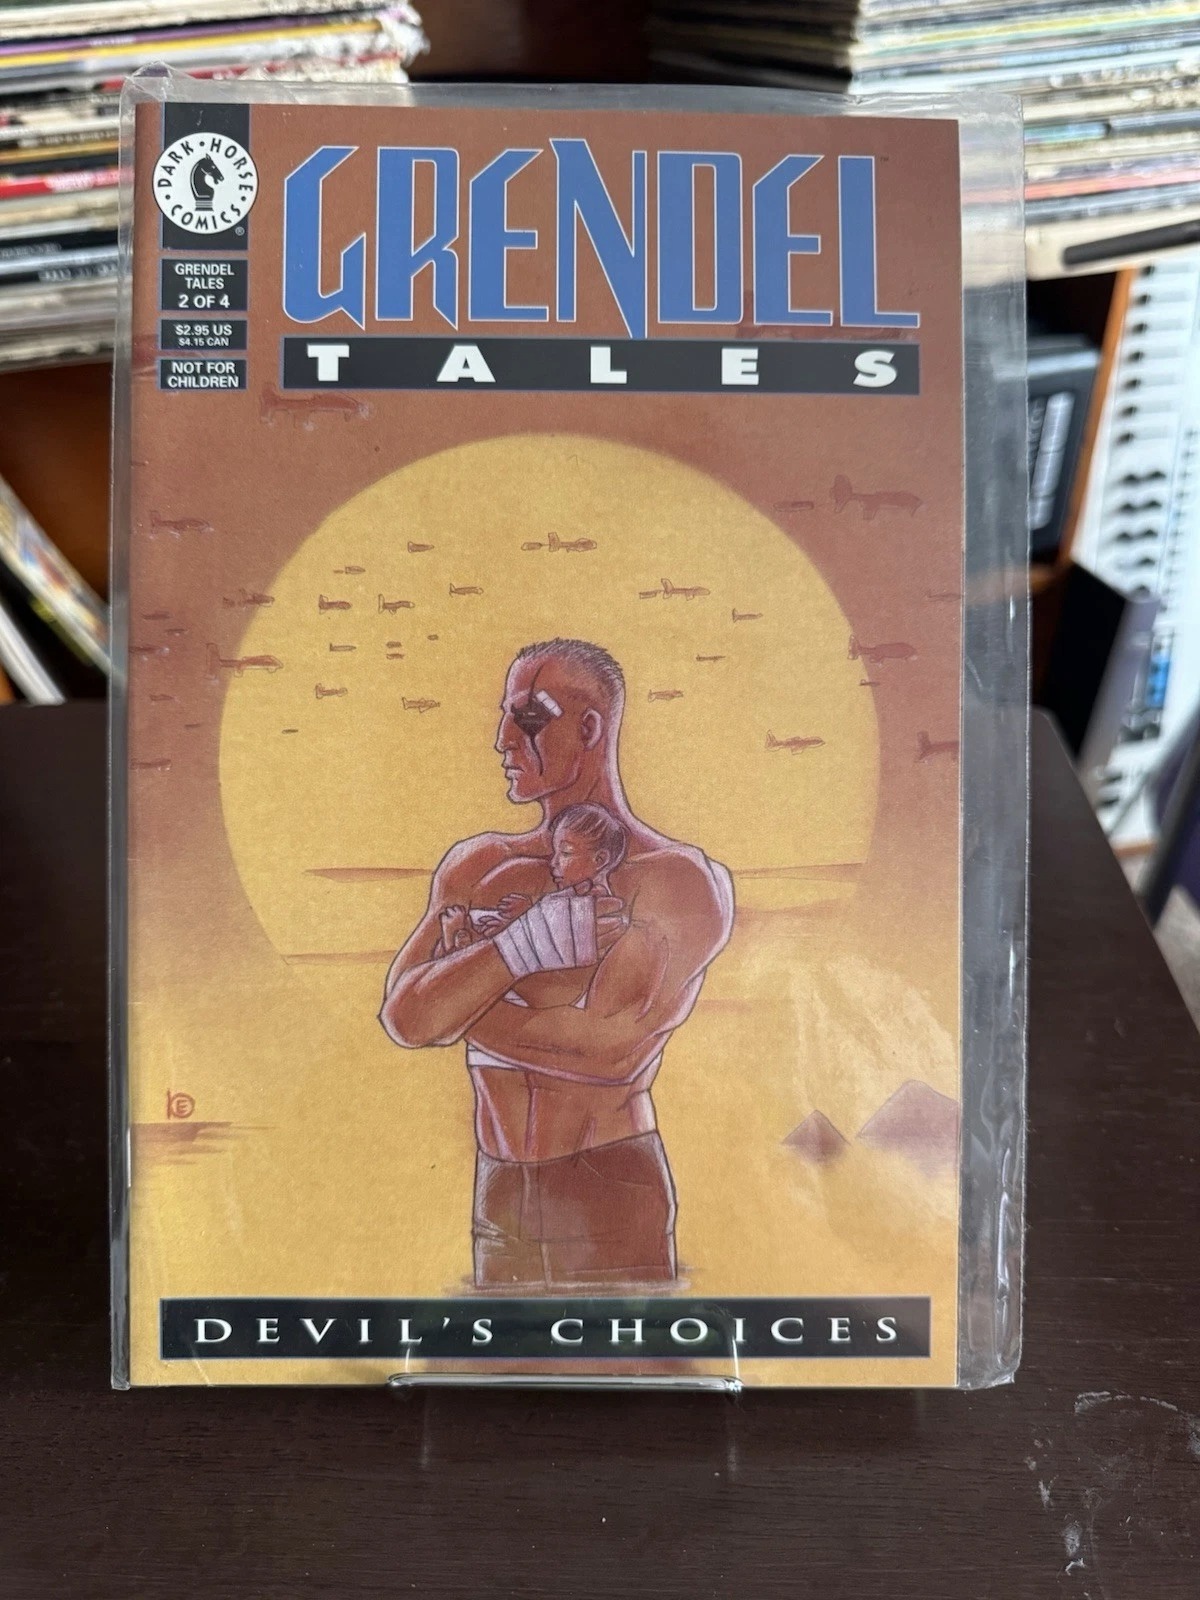 DARK · HORSE · COMICS ·
®
GRENDEL
TALES
2 OF 4
$2.95 US
$4.15 CAN
NOT FOR
CHILDREN
GRENDEL
™
TALES
DEVIL'S CHOICES